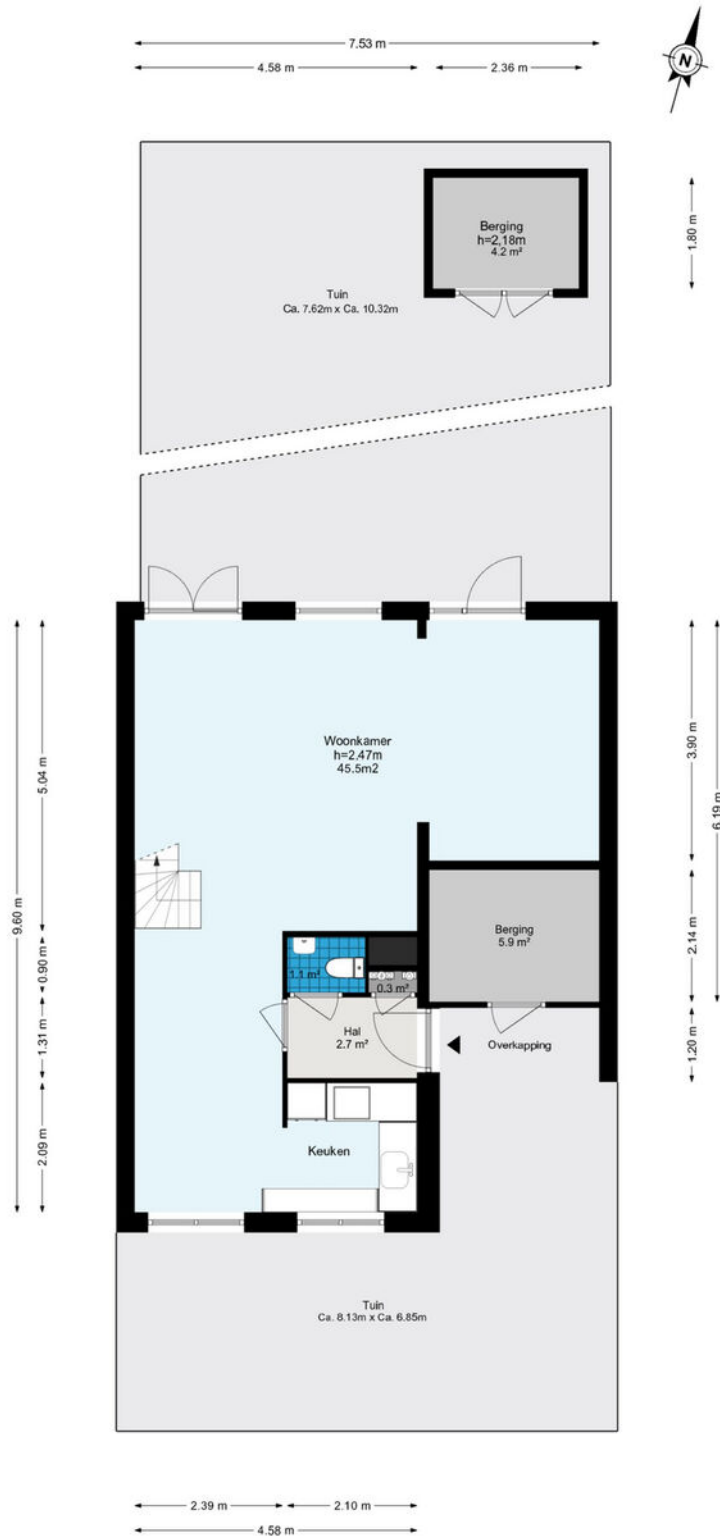 7.53 m
4.58 m
2.36 m
N
Berging
h=2,18m
4.2 m²
1.80 m
Tuin
Ca. 7.62m x Ca. 10.32m
Woonkamer
h=2.47m
45.5m2
5.04 m
3.90 m
6.19 m
9.60 m
Berging
5.9 m²
2.14 m
0.90 m
1.1 m²
0.3 m²
Hal
2.7 m²
Overkapping
1.31 m
1.20 m
Keuken
2.09 m
Tuin
Ca. 8.13m x Ca. 6.85m
2.39 m
2.10 m
4.58 m